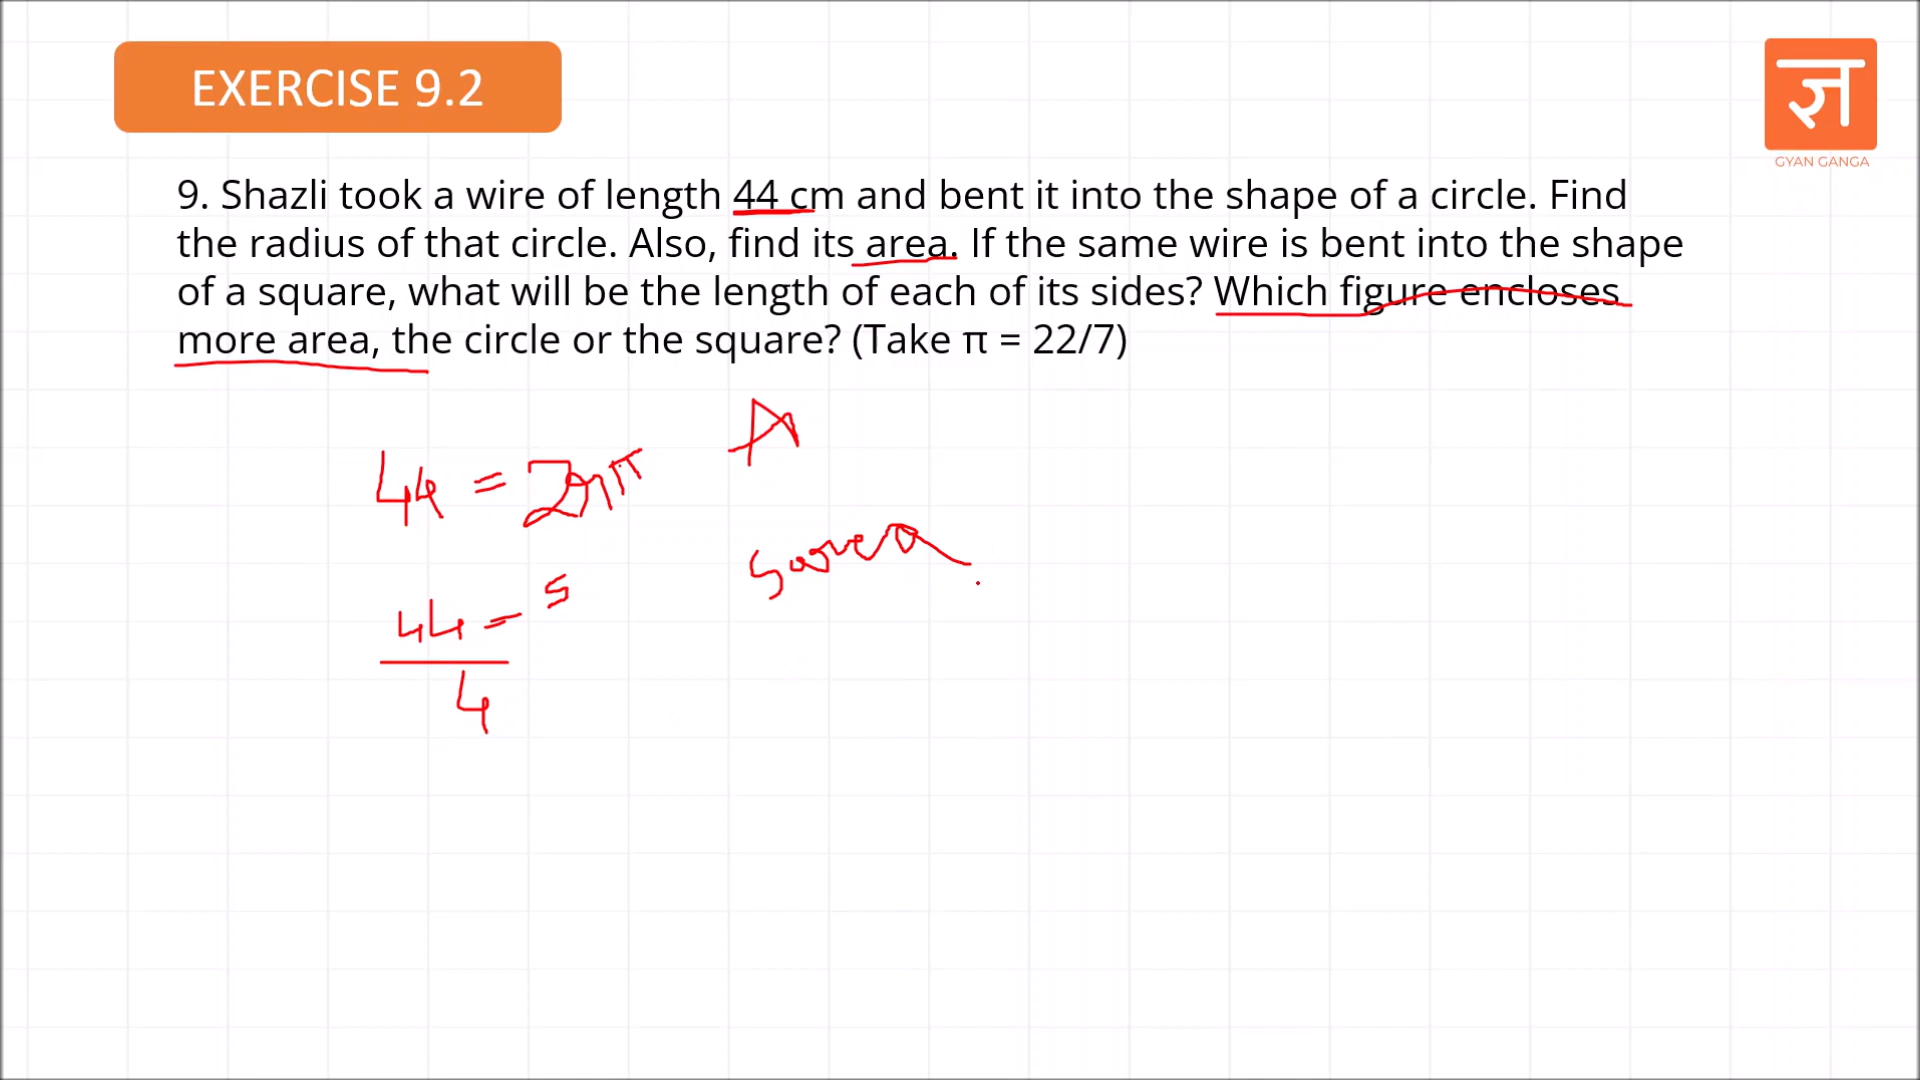 EXERCISE 9.2
ज्ञ
GYAN GANGA
9. Shazli took a wire of length 44 cm and bent it into the shape of a circle. Find
the radius of that circle. Also, find its area. If the same wire is bent into the shape
of a square, what will be the length of each of its sides? Which figure encloses
more area, the circle or the square? (Take π = 22/7)
A
44 = 2rπ
44 = s
4